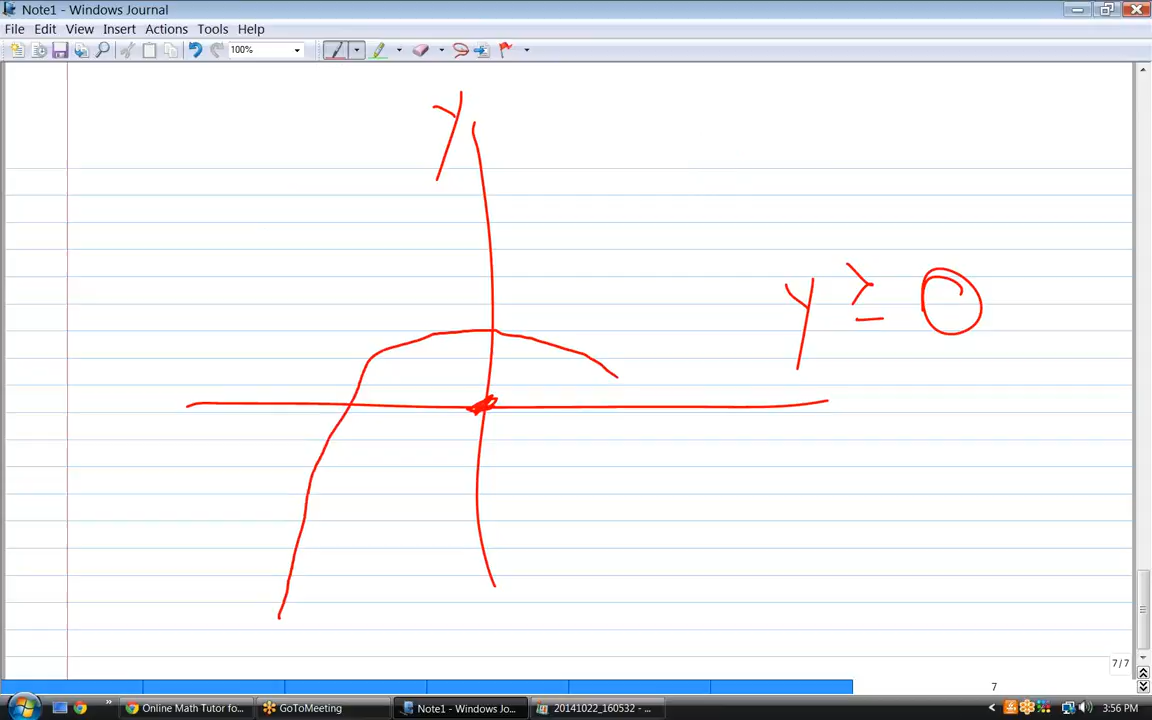 Note1 - Windows Journal
File Edit View Insert Actions Tools Help
100%
y
y ≥ 0
7/7
7
Online Math Tutor fo...
GoToMeeting
Note1 - Windows Jo...
20141022_160532 - ...
3:56 PM